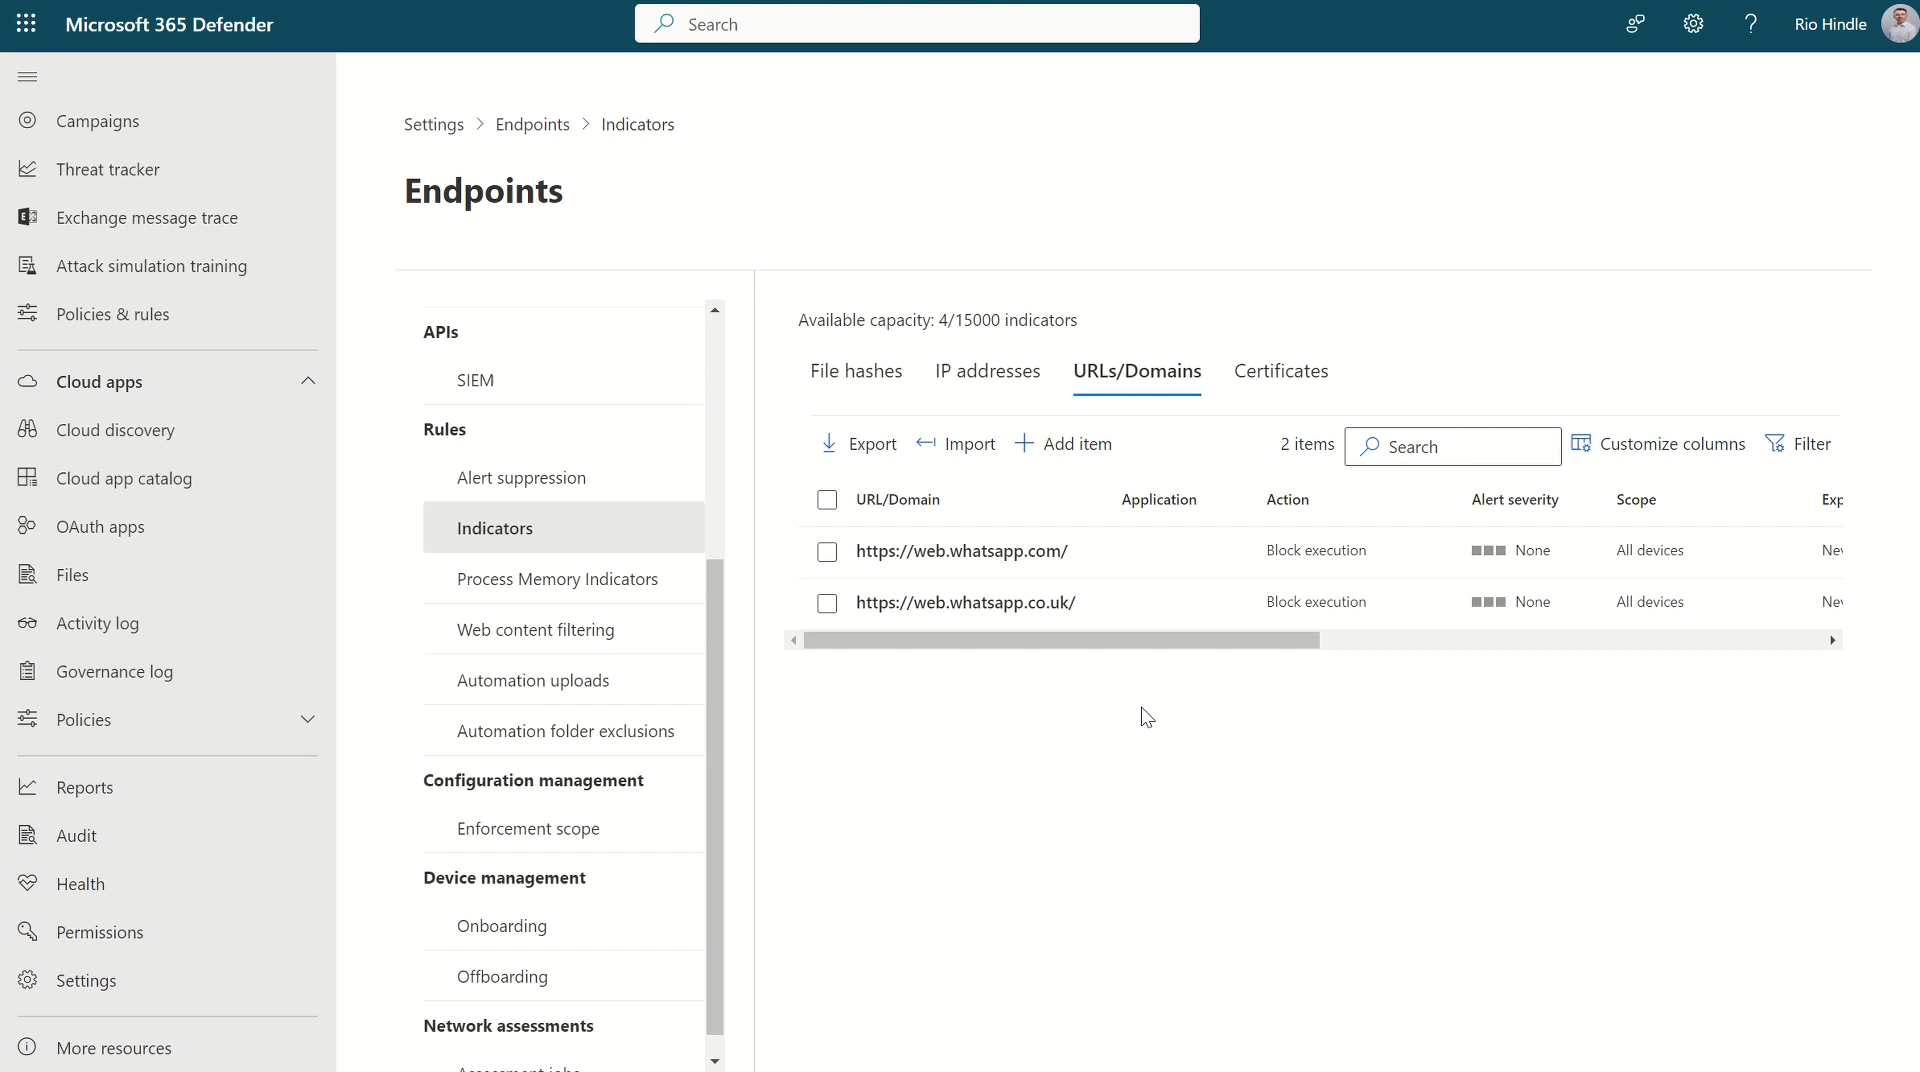 Microsoft 365 Defender
Search
Rio Hindle
Campaigns
Threat tracker
Exchange message trace
Attack simulation training
Policies & rules
Cloud apps
Cloud discovery
Cloud app catalog
OAuth apps
Files
Activity log
Governance log
Policies
Reports
Audit
Health
Permissions
Settings
More resources
Settings > Endpoints > Indicators
Endpoints
APIs
SIEM
Rules
Alert suppression
Indicators
Process Memory Indicators
Web content filtering
Automation uploads
Automation folder exclusions
Configuration management
Enforcement scope
Device management
Onboarding
Offboarding
Network assessments
Available capacity: 4/15000 indicators
File hashes IP addresses URLs/Domains Certificates
Export Import Add item 2 items Search Customize columns Filter
URL/Domain Application Action Alert severity Scope Exp
https://web.whatsapp.com/ Block execution None All devices Nev
https://web.whatsapp.co.uk/ Block execution None All devices Nev